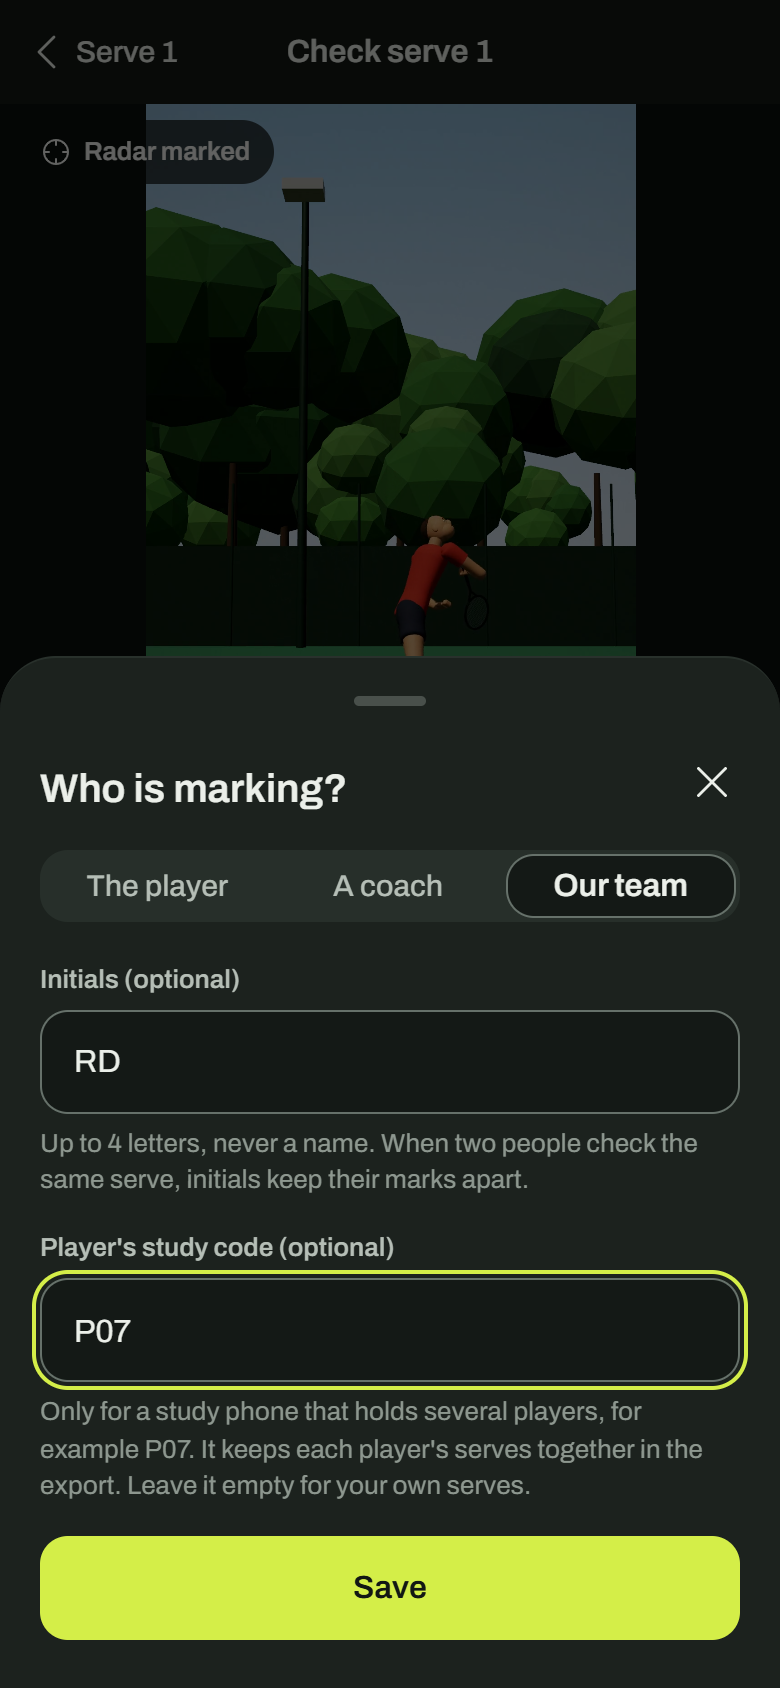 Serve 1
Check serve 1
Radar marked
Who is marking?
The player
A coach
Our team
Initials (optional)
RD
Up to 4 letters, never a name. When two people check the
same serve, initials keep their marks apart.
Player's study code (optional)
P07
Only for a study phone that holds several players, for
example P07. It keeps each player's serves together in the
export. Leave it empty for your own serves.
Save